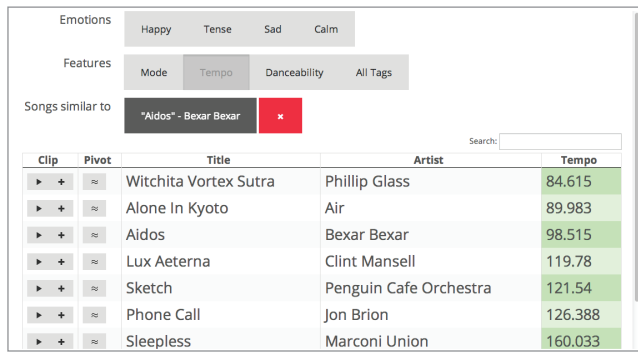 Emotions Happy Tense Sad Calm
Features Mode Tempo Danceability All Tags
Songs similar to "Aidos" - Bexar Bexar ×
Search:
Clip Pivot Title Artist Tempo
+ ≈ Witchita Vortex Sutra Phillip Glass 84.615
+ ≈ Alone In Kyoto Air 89.983
+ ≈ Aidos Bexar Bexar 98.515
+ ≈ Lux Aeterna Clint Mansell 119.78
+ ≈ Sketch Penguin Cafe Orchestra 121.54
+ ≈ Phone Call Jon Brion 126.388
+ ≈ Sleepless Marconi Union 160.033